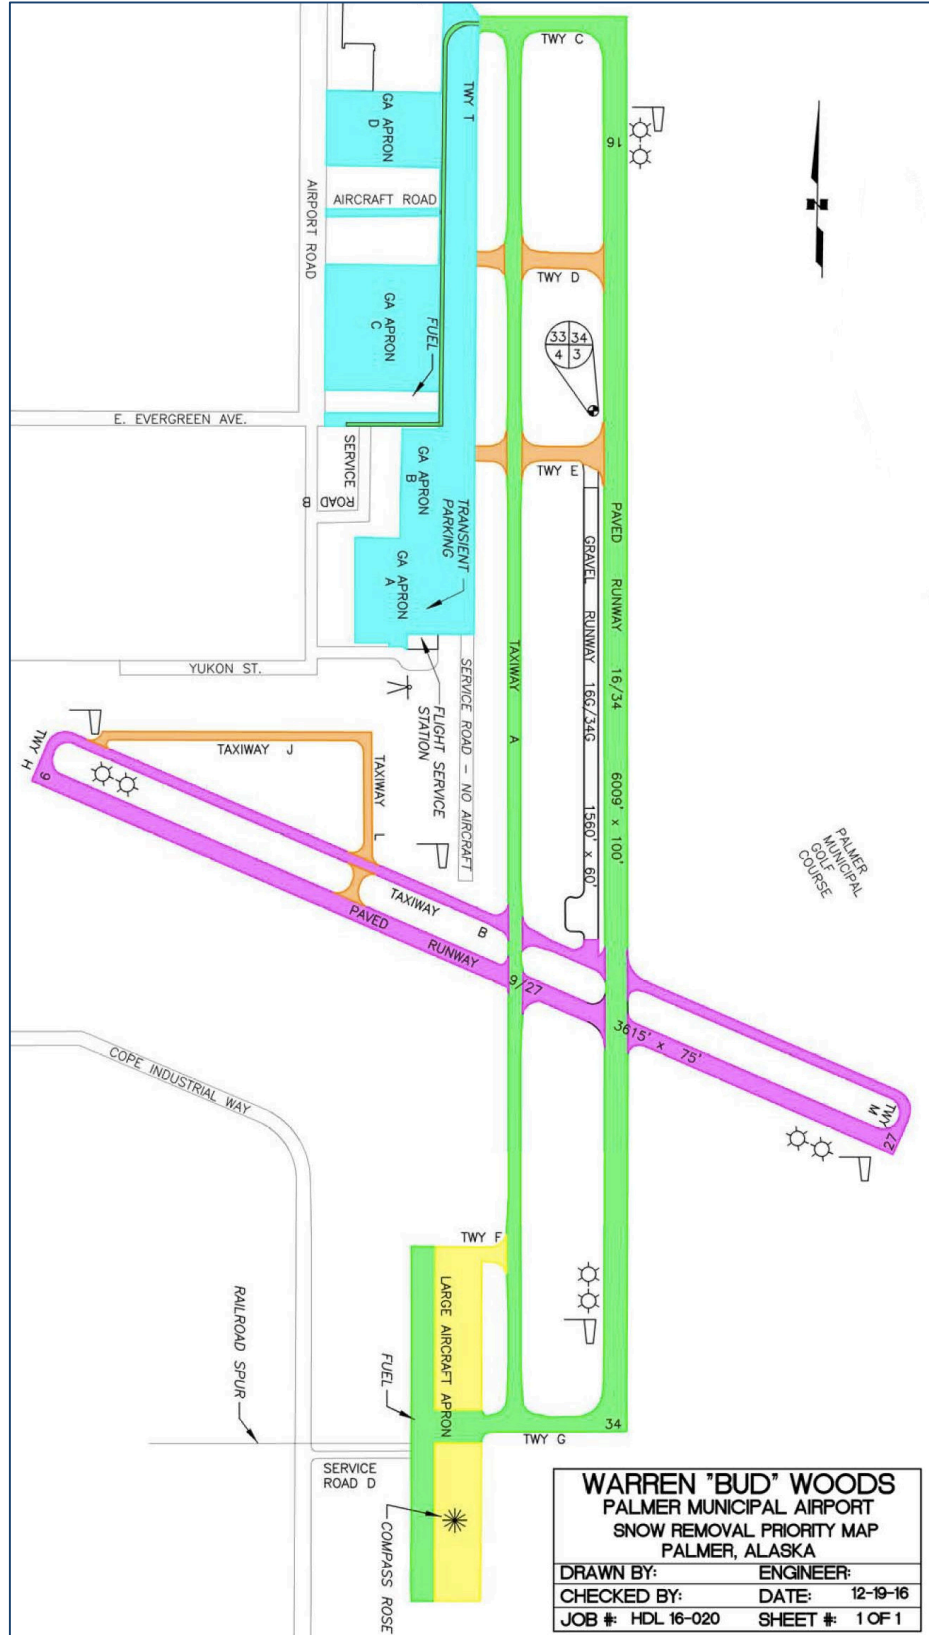 TWY C
TWY T
GA APRON
D
16
AIRCRAFT ROAD
AIRPORT ROAD
N
TWY D
GA APRON
C
FUEL
33 34
4 3
E. EVERGREEN AVE.
SERVICE
ROAD B
GA APRON
B
TWY E
TRANSIENT
PARKING
GA APRON
A
PAVED RUNWAY 16/34 6009' x 100'
GRAVEL RUNWAY 16G/34G 1560' x 60'
TAXIWAY A
YUKON ST.
FLIGHT SERVICE
STATION
SERVICE ROAD – NO AIRCRAFT
TWY H
9
TAXIWAY J
TAXIWAY L
TAXIWAY B
PAVED RUNWAY 9/27 3615' x 75'
PALMER
MUNICIPAL
GOLF
COURSE
TWY
M
27
COPE INDUSTRIAL WAY
TWY F
LARGE AIRCRAFT APRON
RAILROAD SPUR
FUEL
34
TWY G
SERVICE
ROAD D
COMPASS ROSE
WARREN "BUD" WOODS
PALMER MUNICIPAL AIRPORT
SNOW REMOVAL PRIORITY MAP
PALMER, ALASKA
DRAWN BY: ENGINEER:
CHECKED BY: DATE: 12-19-16
JOB #: HDL 16-020 SHEET #: 1 OF 1